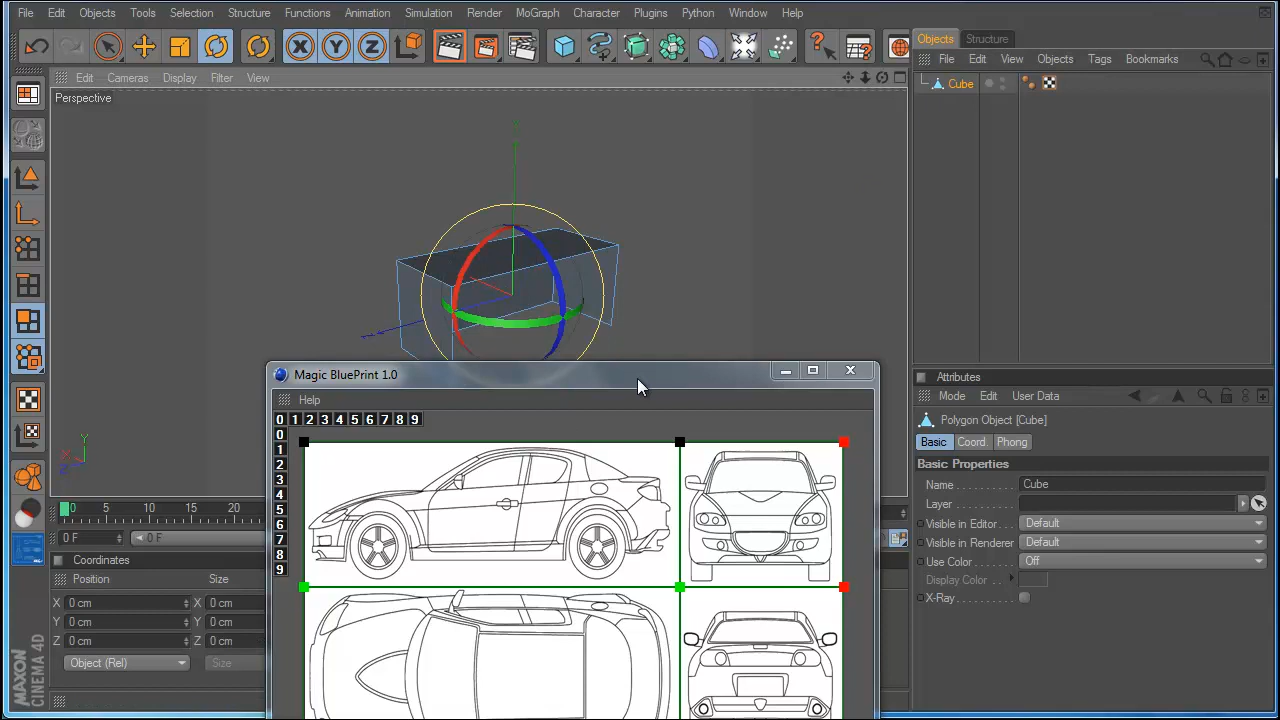 File Edit Objects Tools Selection Structure Functions Animation Simulation Render MoGraph Character Plugins Python Window Help
X Y Z
Objects Structure
File Edit View Objects Tags Bookmarks
Edit Cameras Display Filter View
Cube
Perspective
Y
X
Z
Magic BluePrint 1.0
Help
0 1 2 3 4 5 6 7 8 9
0
1
2
3
4
5
6
7
8
9
Attributes
Mode Edit User Data
Polygon Object [Cube]
Basic Coord. Phong
Basic Properties
Name Cube
Layer
Visible in Editor Default
Visible in Renderer Default
Use Color Off
Display Color
X-Ray
0 5 10 15 20
0 F 0 F
Coordinates
Position Size
X 0 cm X 0 cm
Y 0 cm Y 0 cm
Z 0 cm Z 0 cm
Object (Rel) Size
MAXON
CINEMA 4D